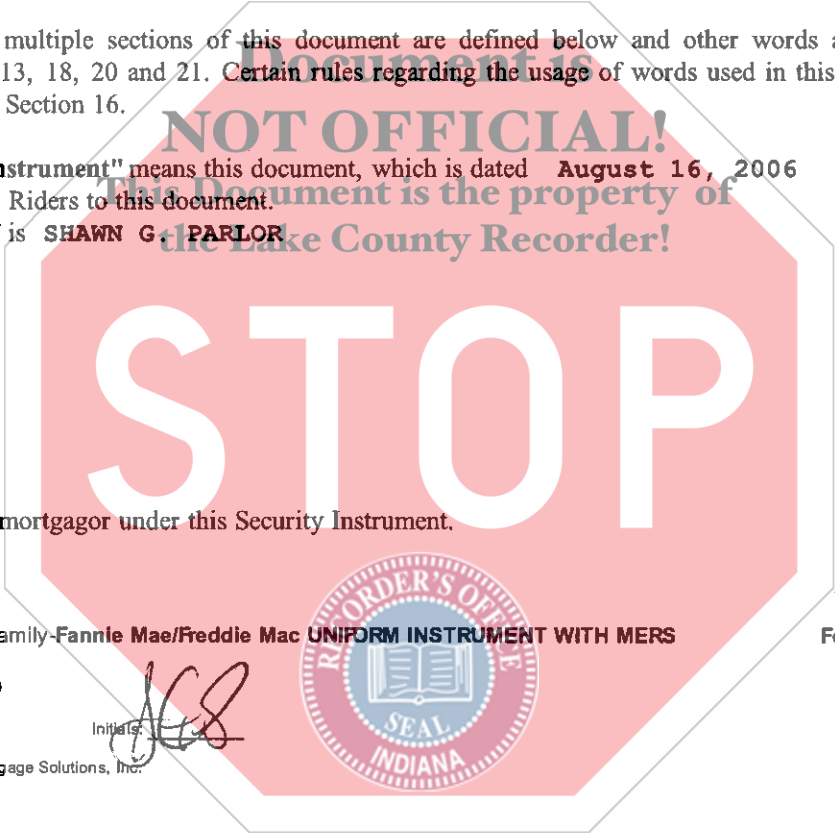 multiple sections of this document are defined below and other words a
Document is
13, 18, 20 and 21. Certain rules regarding the usage of words used in this
Section 16.
NOT OFFICIAL!
nstrument" means this document, which is dated August 16, 2006
This Document is the property of
Riders to this document.
is SHAWN G. PARLOR
the Lake County Recorder!
STOP
mortgagor under this Security Instrument.
RECORDER'S OFFICE
amily-Fannie Mae/Freddie Mac UNIFORM INSTRUMENT WITH MERS Fo
Initials:
SEAL
INDIANA
gage Solutions, Inc.